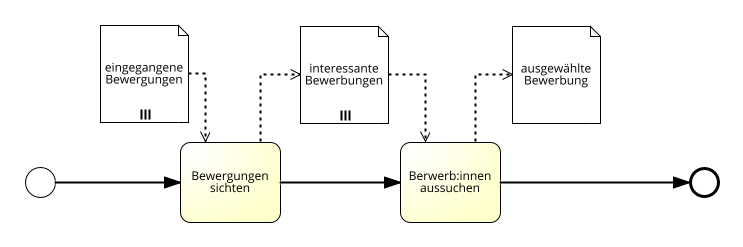 eingegangene
Bewergungen
interessante
Bewerbungen
ausgewählte
Bewerbung
Bewergungen
sichten
Berwerb:innen
aussuchen